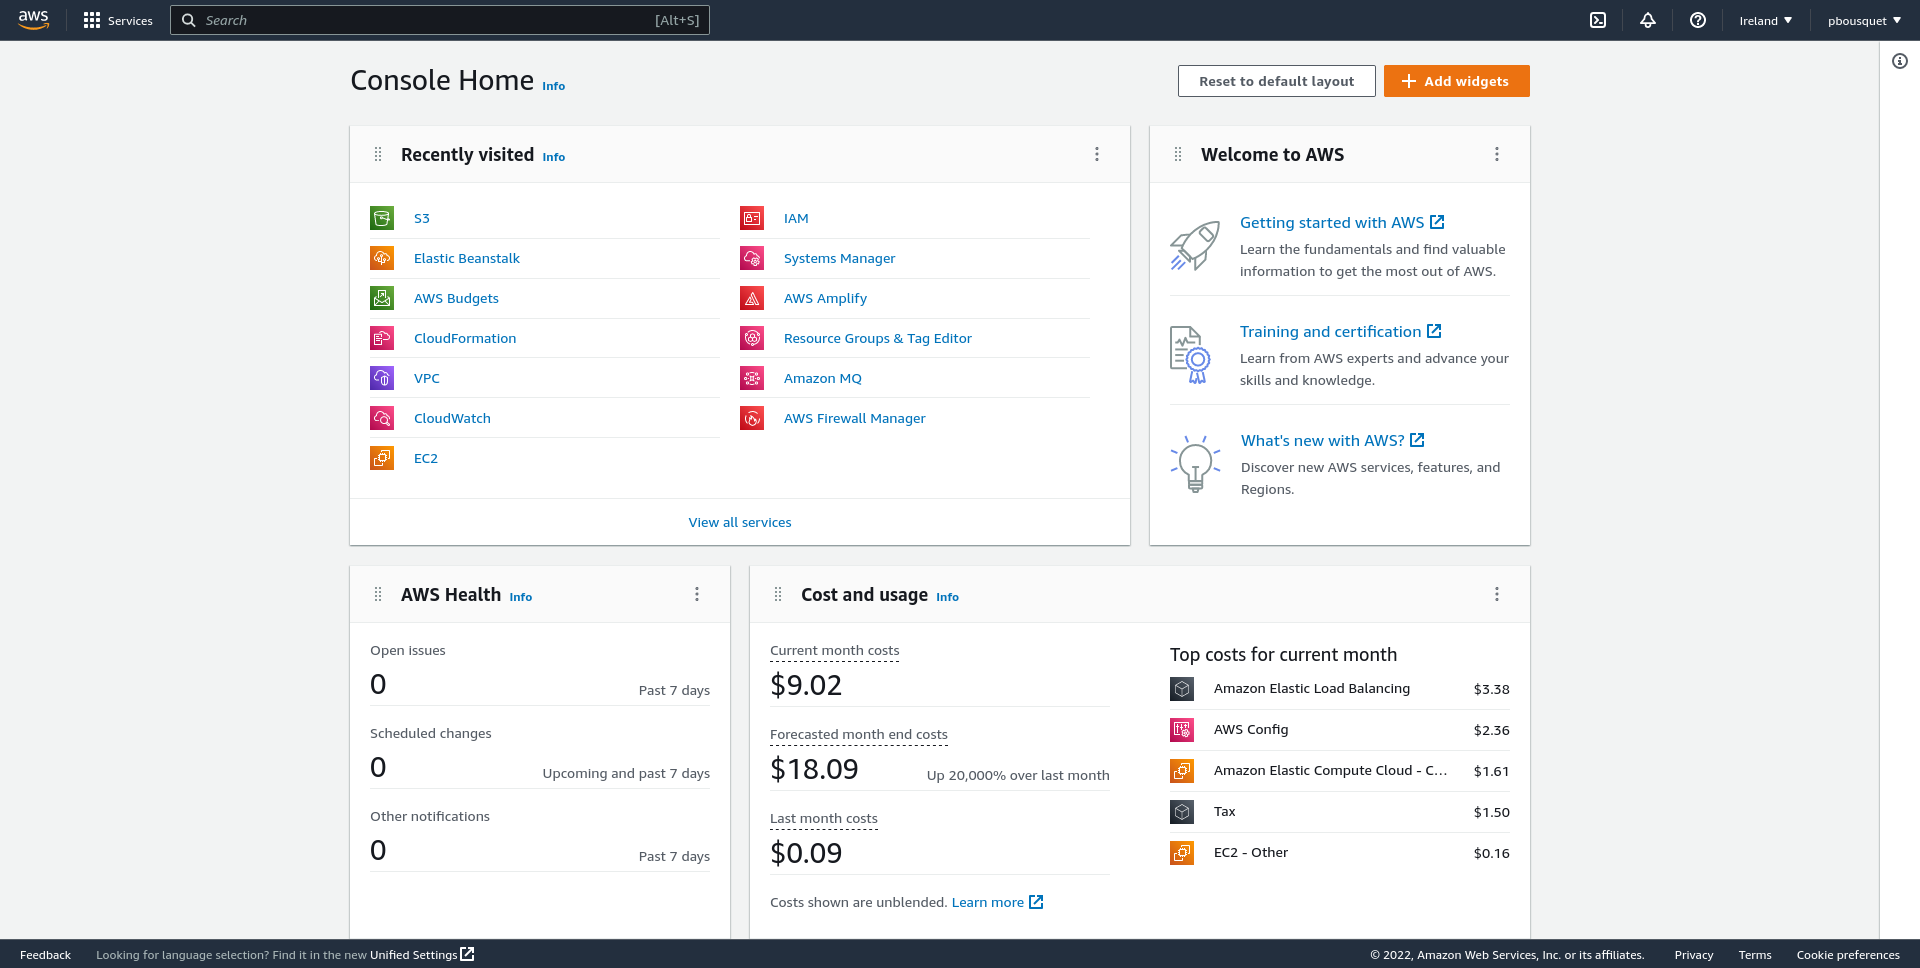 aws
Services
Search [Alt+S]
Ireland
pbousquet
Console Home Info
Reset to default layout
Add widgets
Recently visited Info
S3
Elastic Beanstalk
AWS Budgets
CloudFormation
VPC
CloudWatch
EC2
IAM
Systems Manager
AWS Amplify
Resource Groups & Tag Editor
Amazon MQ
AWS Firewall Manager
View all services
Welcome to AWS
Getting started with AWS
Learn the fundamentals and find valuable
information to get the most out of AWS.
Training and certification
Learn from AWS experts and advance your
skills and knowledge.
What's new with AWS?
Discover new AWS services, features, and
Regions.
AWS Health Info
Open issues
0 Past 7 days
Scheduled changes
0 Upcoming and past 7 days
Other notifications
0 Past 7 days
Cost and usage Info
Current month costs
$9.02
Forecasted month end costs
$18.09 Up 20,000% over last month
Last month costs
$0.09
Costs shown are unblended. Learn more
Top costs for current month
Amazon Elastic Load Balancing $3.38
AWS Config $2.36
Amazon Elastic Compute Cloud - C... $1.61
Tax $1.50
EC2 - Other $0.16
Feedback Looking for language selection? Find it in the new Unified Settings © 2022, Amazon Web Services, Inc. or its affiliates. Privacy Terms Cookie preferences